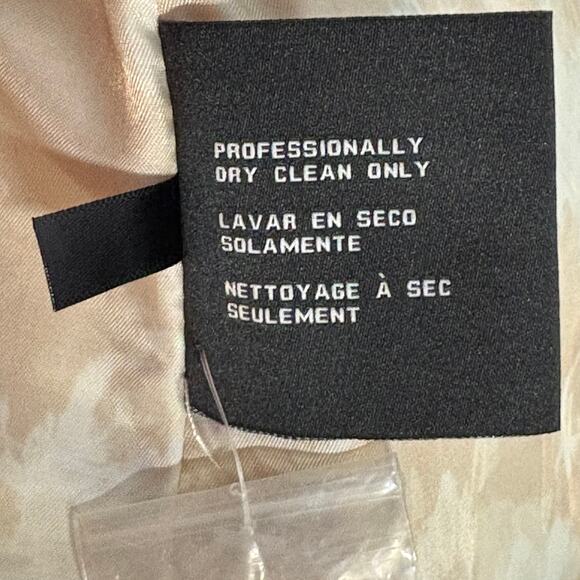 PROFESSIONALLY
DRY CLEAN ONLY
LAVAR EN SECO
SOLAMENTE
NETTOYAGE À SEC
SEULEMENT